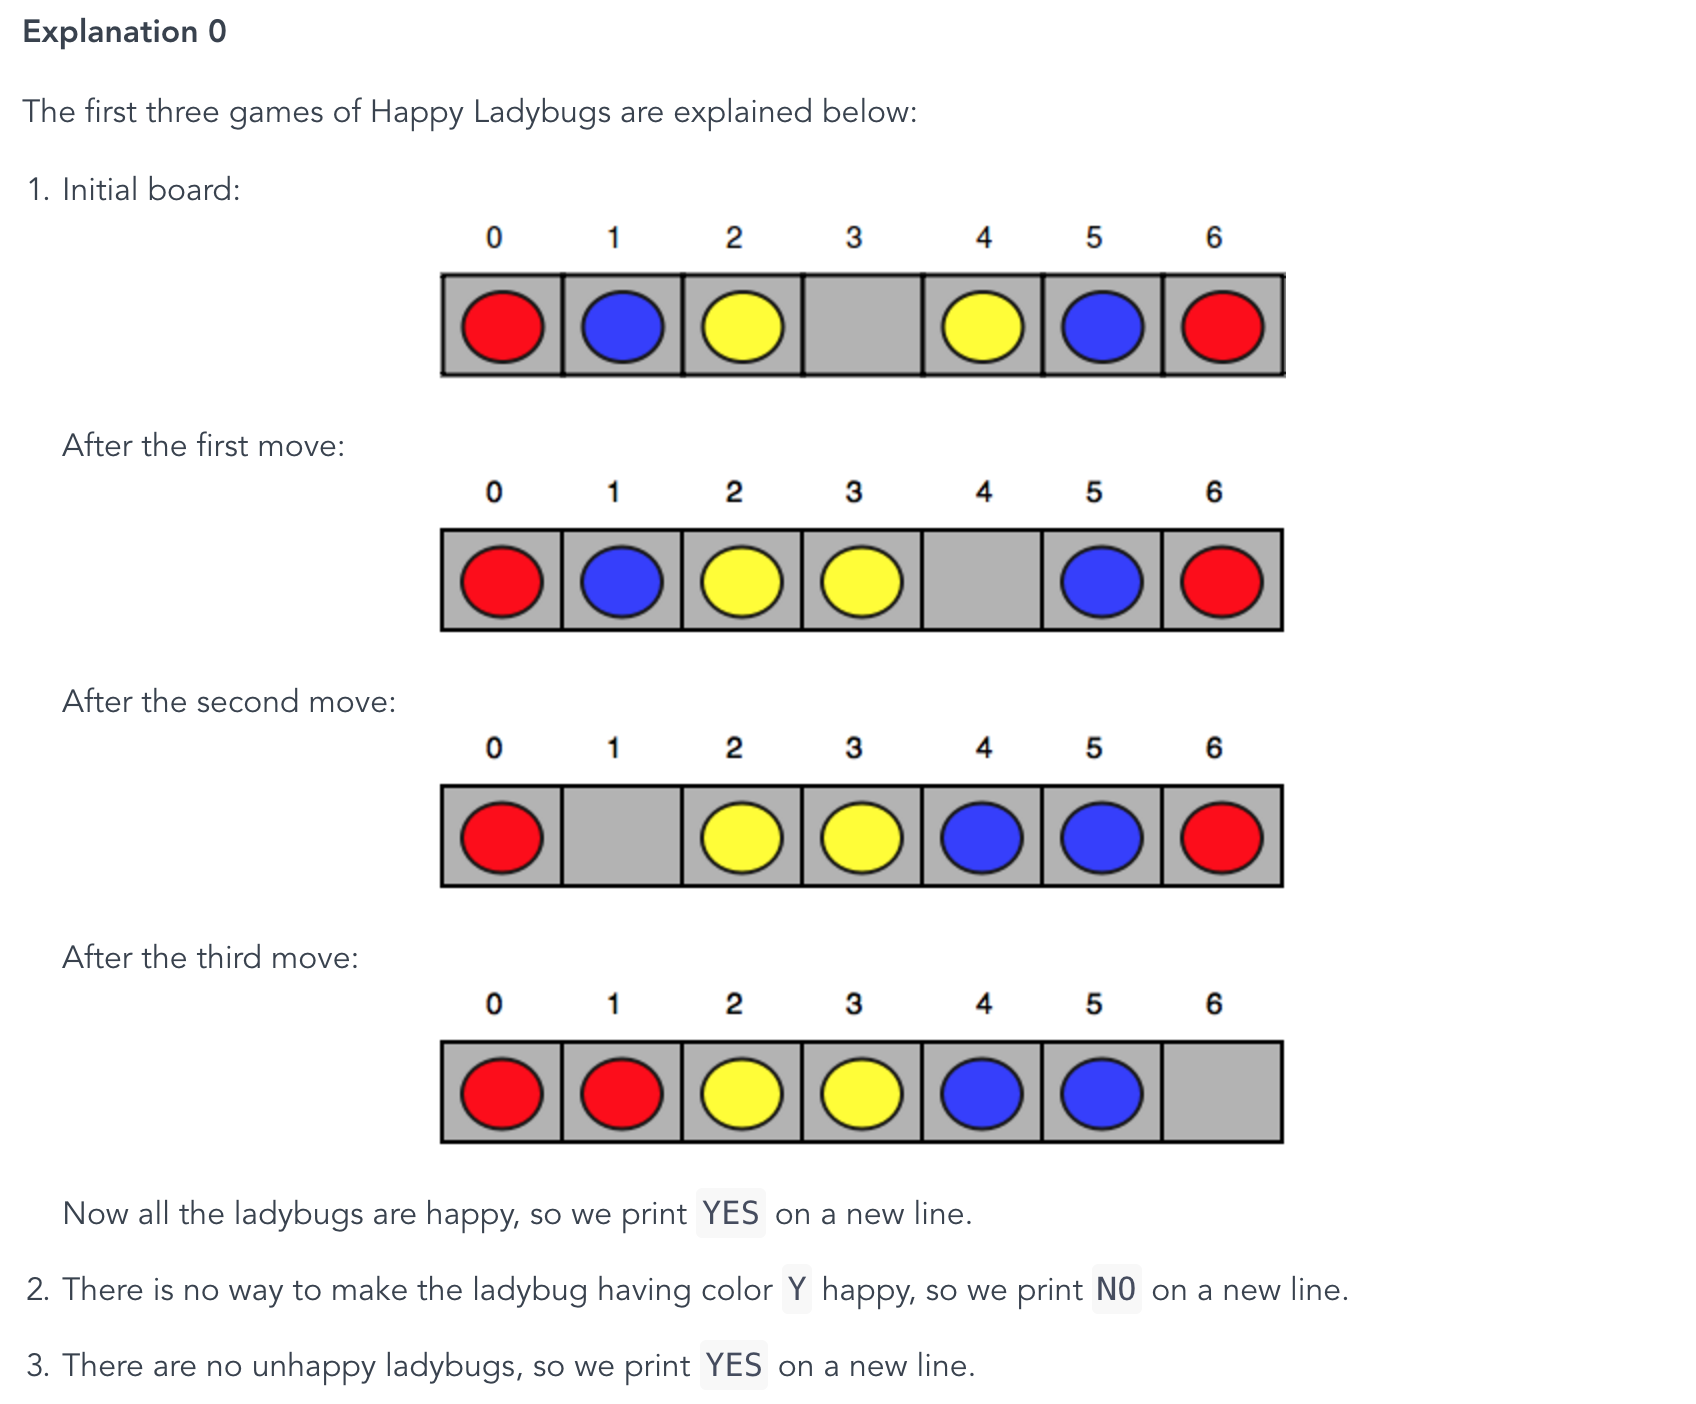 Explanation 0
The first three games of Happy Ladybugs are explained below:
1. Initial board:
0 1 2 3 4 5 6
After the first move:
0 1 2 3 4 5 6
After the second move:
0 1 2 3 4 5 6
After the third move:
0 1 2 3 4 5 6
Now all the ladybugs are happy, so we print YES on a new line.
2. There is no way to make the ladybug having color Y happy, so we print NO on a new line.
3. There are no unhappy ladybugs, so we print YES on a new line.